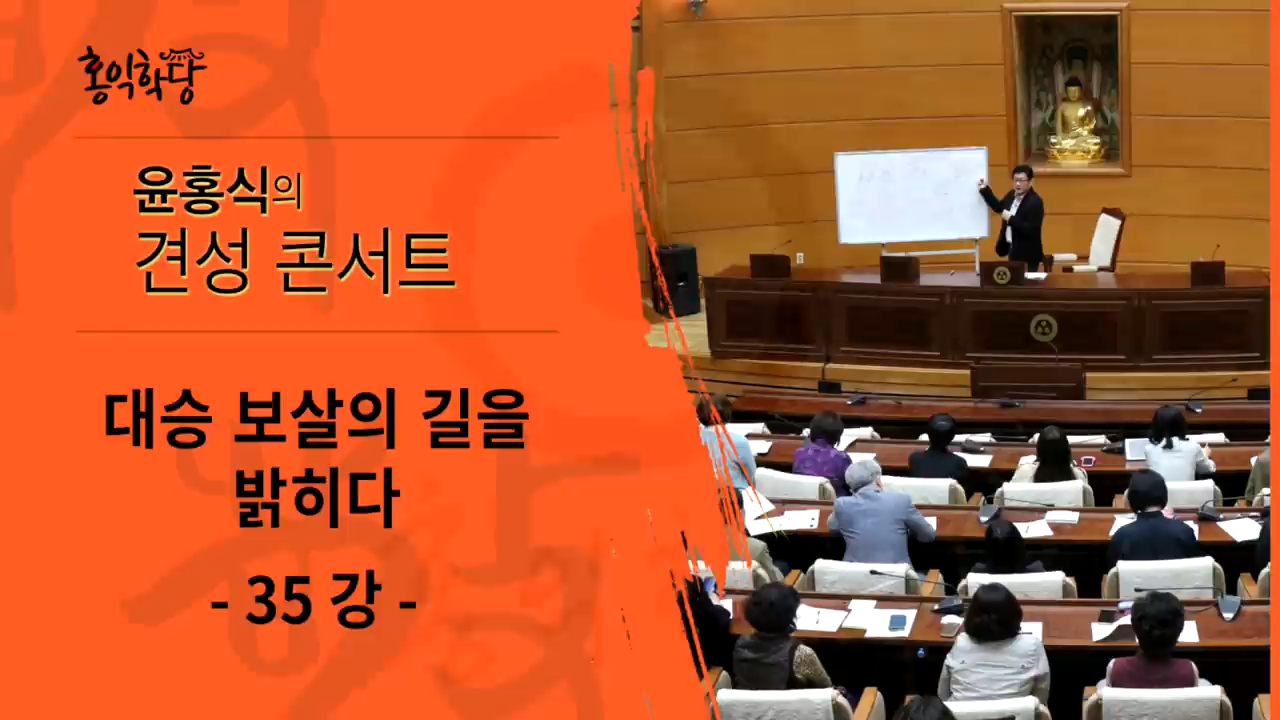 홍익학당
윤홍식의
견성 콘서트
대승 보살의 길을
밝히다
- 35 강 -